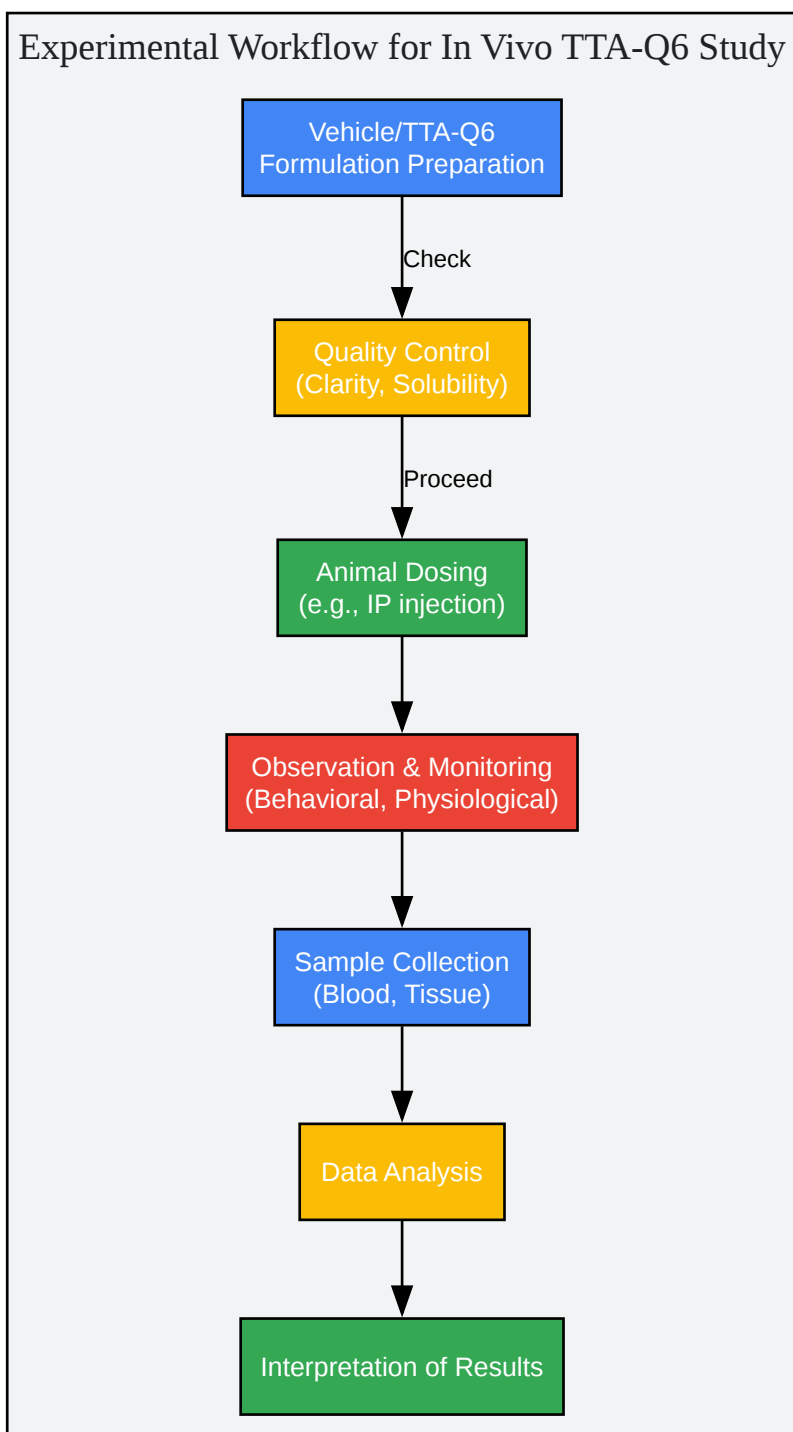 Experimental Workflow for In Vivo TTA-Q6 Study
Vehicle/TTA-Q6
Formulation Preparation
Check
Quality Control
(Clarity, Solubility)
Proceed
Animal Dosing
(e.g., IP injection)
Observation & Monitoring
(Behavioral, Physiological)
Sample Collection
(Blood, Tissue)
Data Analysis
Interpretation of Results